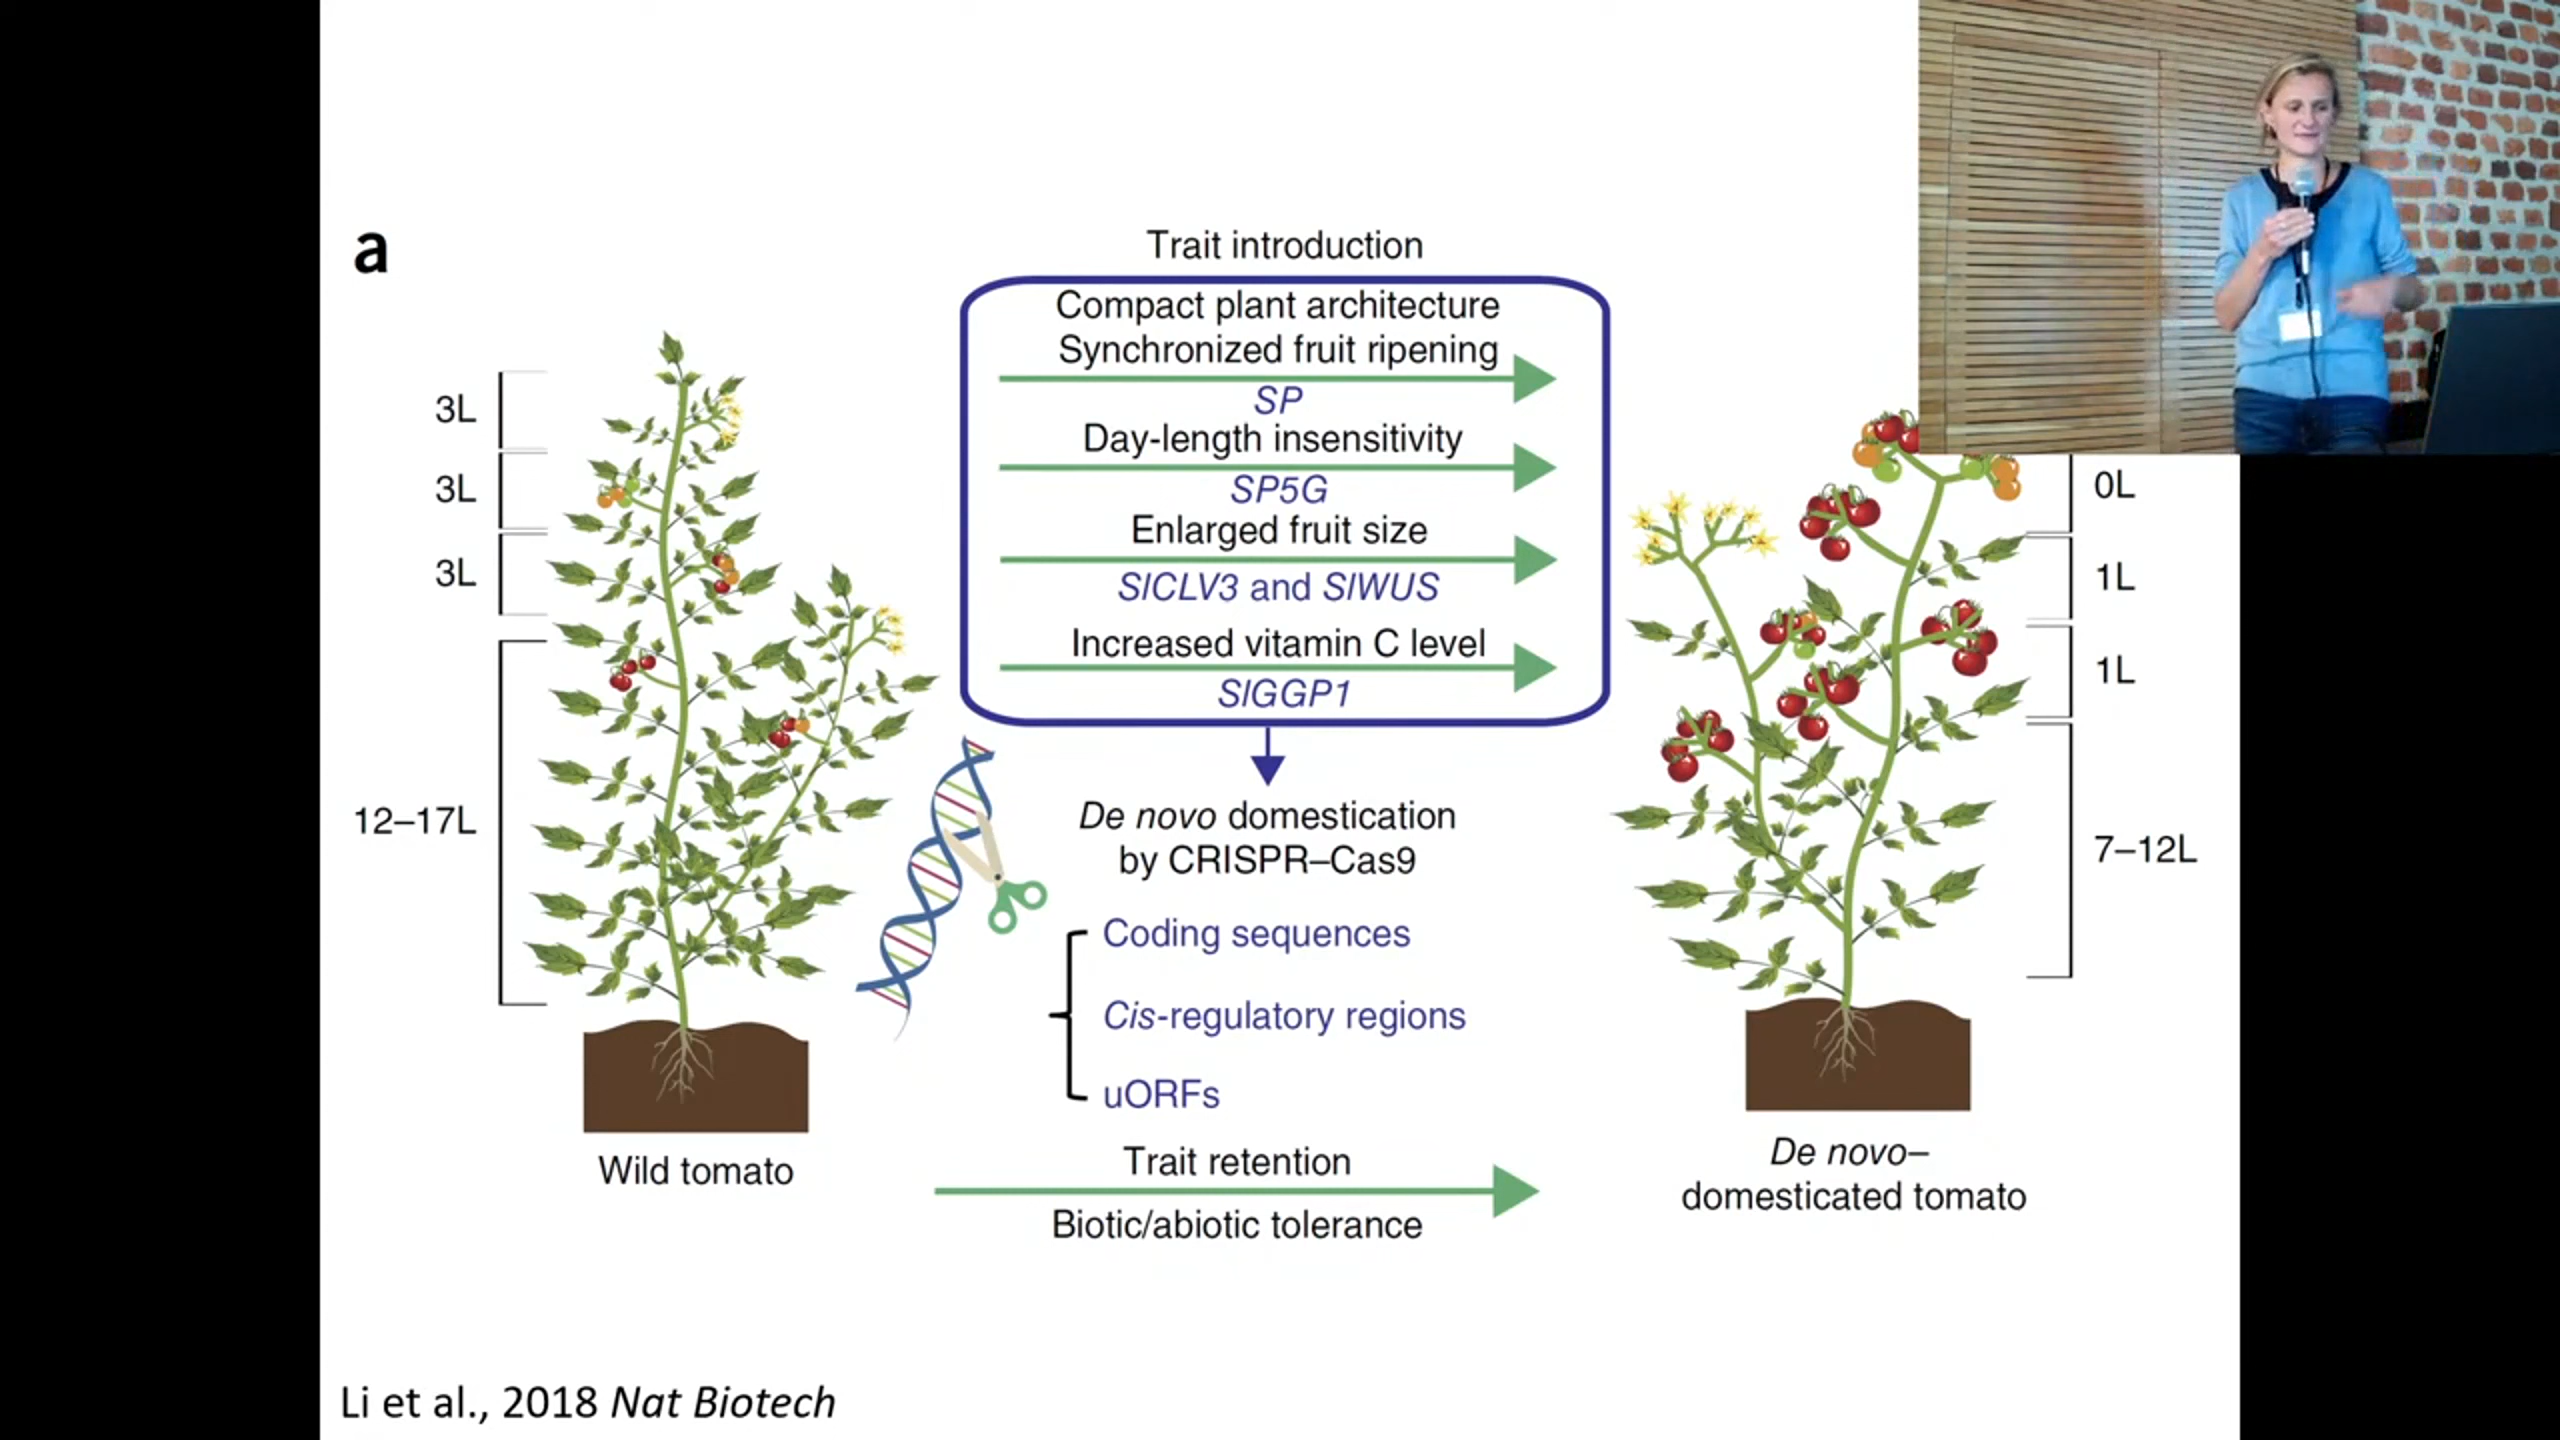 a
Trait introduction
Compact plant architecture
Synchronized fruit ripening
SP
Day-length insensitivity
SP5G
Enlarged fruit size
SlCLV3 and SlWUS
Increased vitamin C level
SlGGP1
3L
3L
3L
12–17L
De novo domestication
by CRISPR–Cas9
Coding sequences
Cis-regulatory regions
uORFs
0L
1L
1L
7–12L
Wild tomato
Trait retention
Biotic/abiotic tolerance
De novo–
domesticated tomato
Li et al., 2018 Nat Biotech